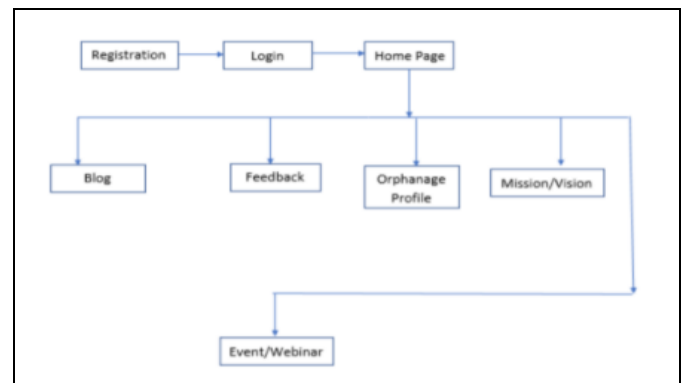 Registration
Login
Home Page
Blog
Feedback
Orphanage
Profile
Mission/Vision
Event/Webinar